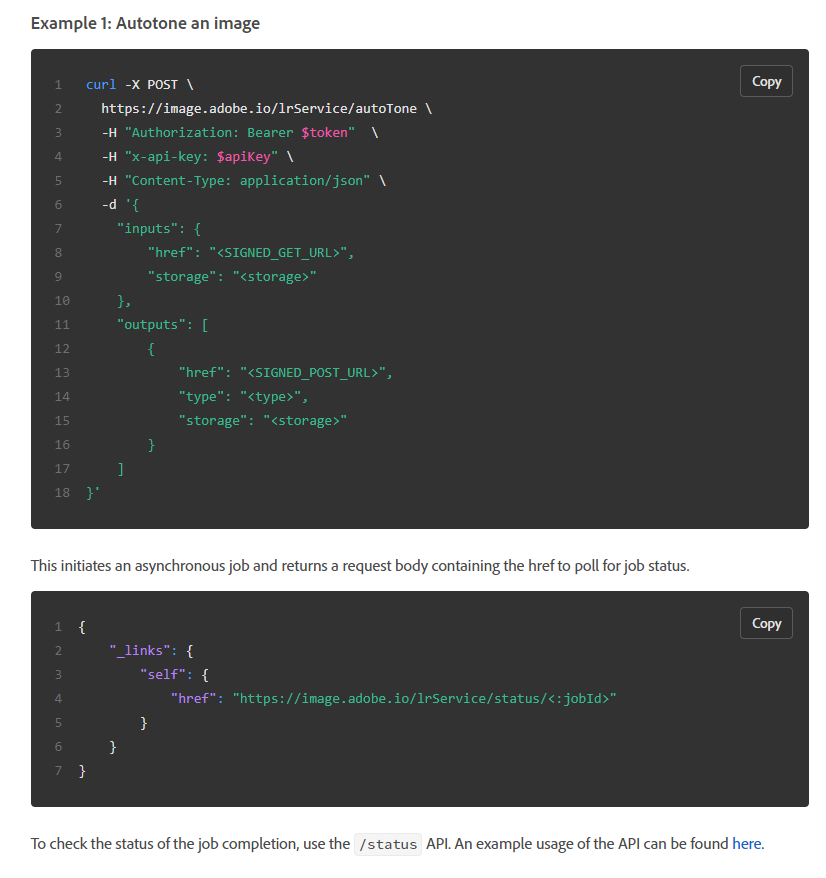 Example 1: Autotone an image
Copy
1 curl -X POST \
2   https://image.adobe.io/lrService/autoTone \
3   -H "Authorization: Bearer $token"  \
4   -H "x-api-key: $apiKey" \
5   -H "Content-Type: application/json" \
6   -d '{
7     "inputs": {
8         "href": "<SIGNED_GET_URL>",
9         "storage": "<storage>"
10     },
11     "outputs": [
12         {
13             "href": "<SIGNED_POST_URL>",
14             "type": "<type>",
15             "storage": "<storage>"
16         }
17     ]
18 }'
This initiates an asynchronous job and returns a request body containing the href to poll for job status.
Copy
1 {
2     "_links": {
3         "self": {
4             "href": "https://image.adobe.io/lrService/status/<:jobId>"
5         }
6     }
7 }
To check the status of the job completion, use the /status API. An example usage of the API can be found here.